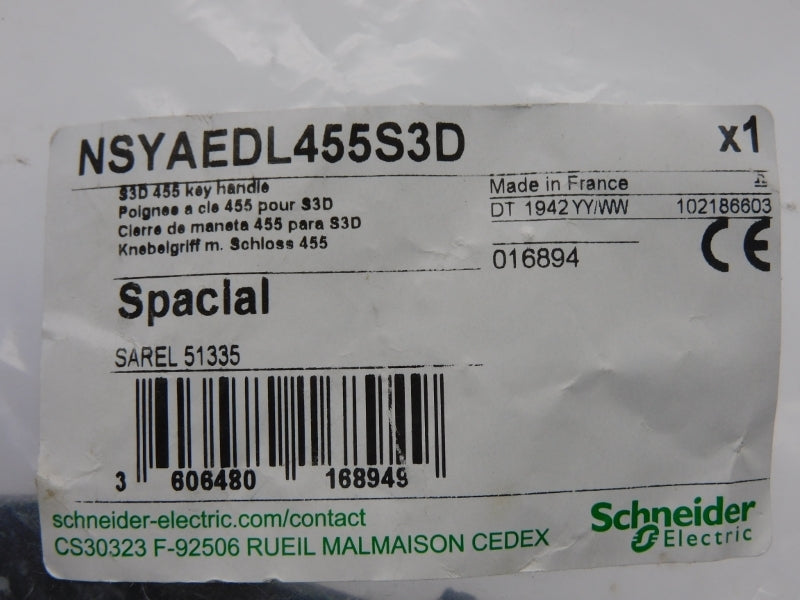 NSYAEDL455S3D x1
S3D 455 key handle
Poignee a cle 455 pour S3D
Cierre de maneta 455 para S3D
Knebelgriff m. Schloss 455
Made in France
DT 1942 YY/WW 102186603
016894
CE
Spacial
SAREL 51335
3 606480 168949
schneider-electric.com/contact
CS30323 F-92506 RUEIL MALMAISON CEDEX
Schneider
Electric